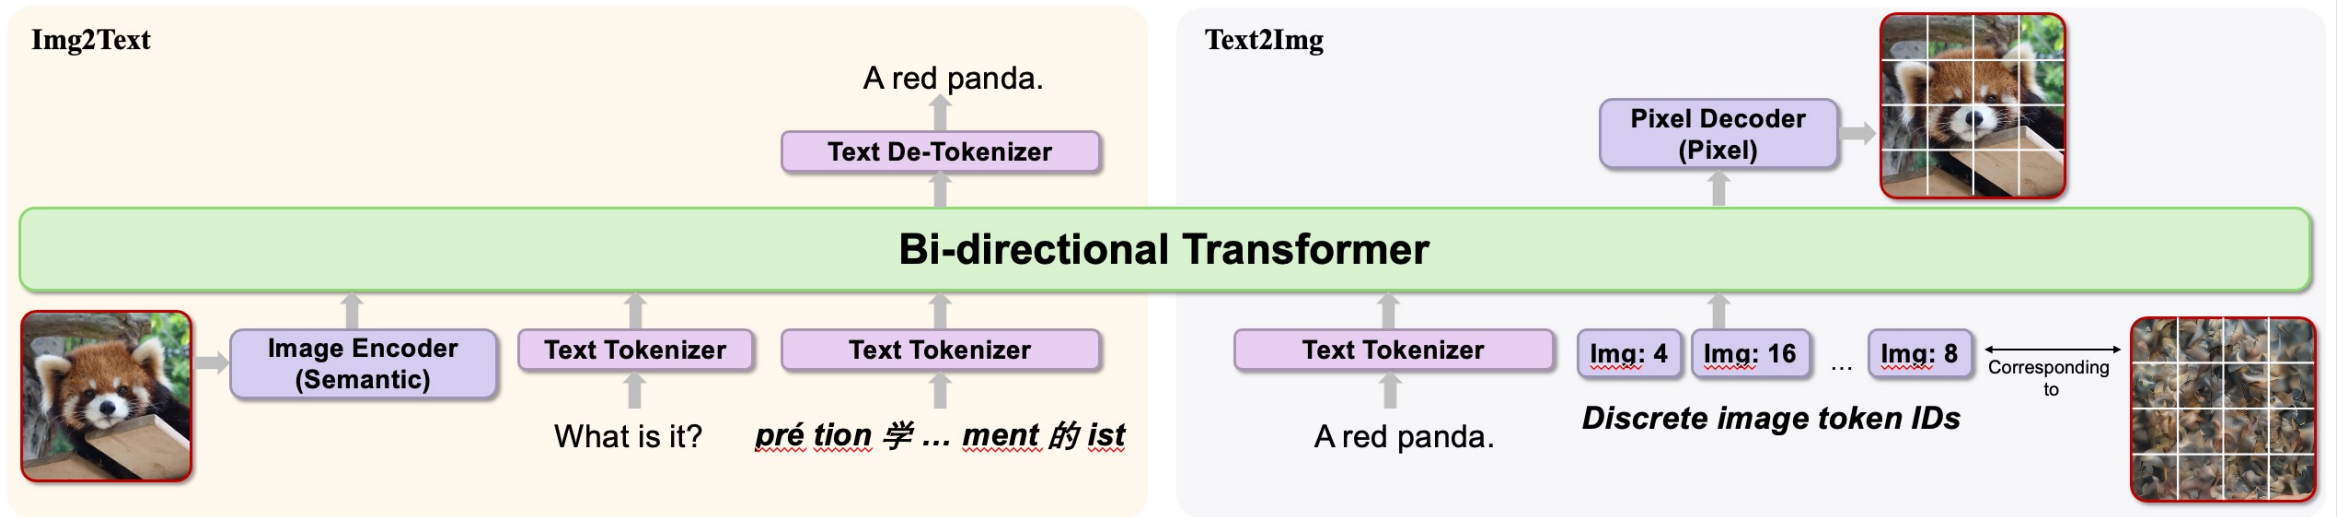 Img2Text
A red panda.
Text De-Tokenizer
Text2Img
Pixel Decoder
(Pixel)
Bi-directional Transformer
Image Encoder
(Semantic)
Text Tokenizer
Text Tokenizer
What is it?
pré tion 学 ... ment 的 ist
Text Tokenizer
A red panda.
Img: 4
Img: 16
...
Img: 8
Discrete image token IDs
Corresponding
to